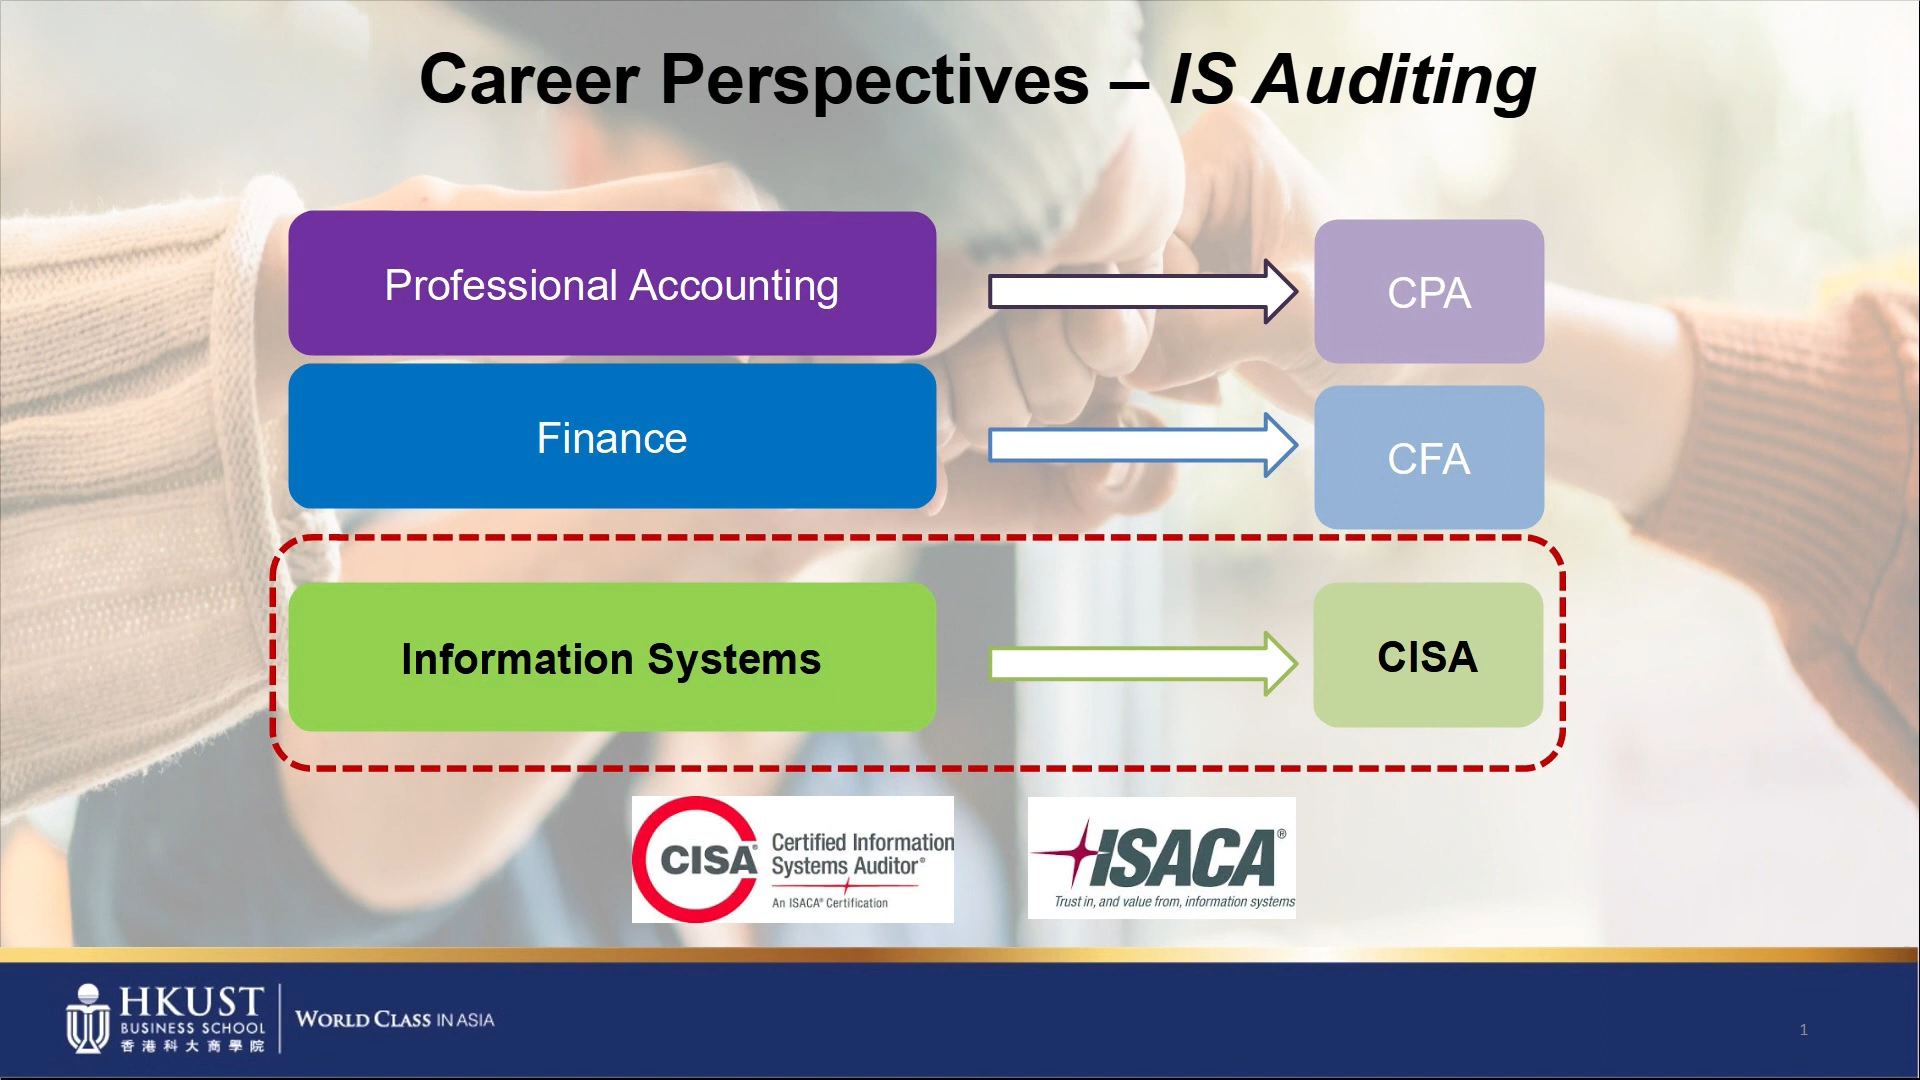 Career Perspectives – IS Auditing
Professional Accounting
CPA
Finance
CFA
Information Systems
CISA
CISA®
Certified Information
Systems Auditor®
An ISACA® Certification
ISACA®
Trust in, and value from, information systems
HKUST
BUSINESS SCHOOL
香港科大商學院
WORLD CLASS IN ASIA
1